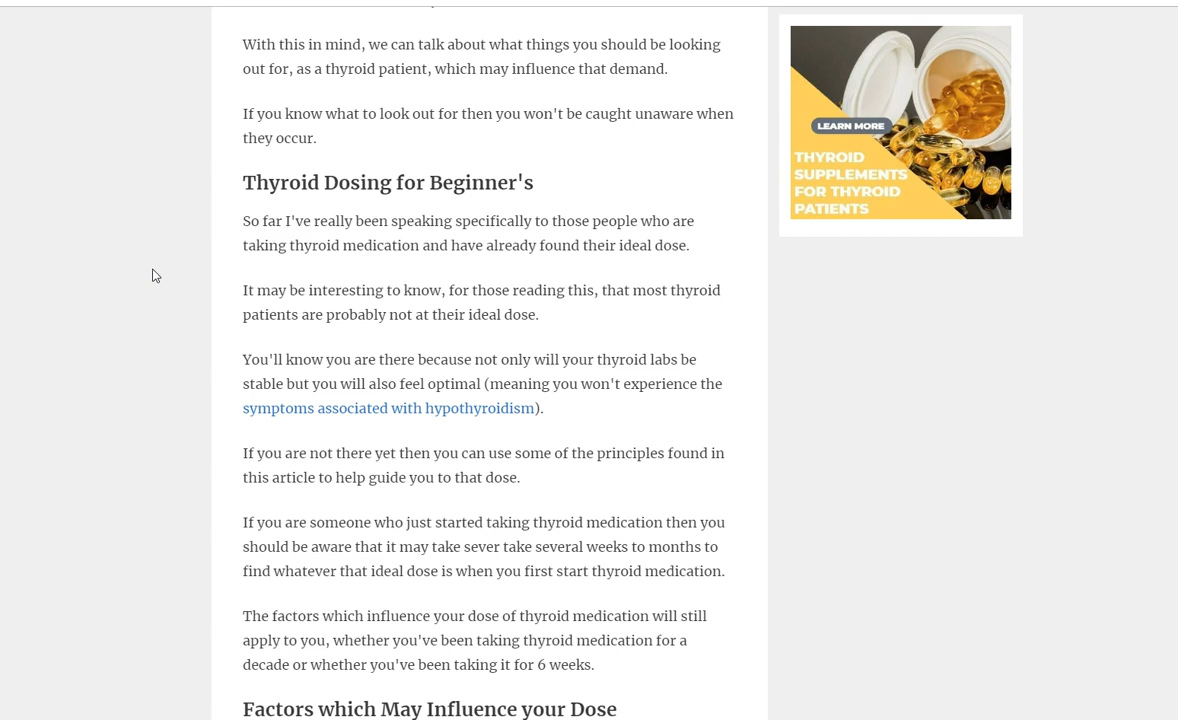 With this in mind, we can talk about what things you should be looking
out for, as a thyroid patient, which may influence that demand.
If you know what to look out for then you won't be caught unaware when
they occur.
Thyroid Dosing for Beginner's
So far I've really been speaking specifically to those people who are
taking thyroid medication and have already found their ideal dose.
It may be interesting to know, for those reading this, that most thyroid
patients are probably not at their ideal dose.
You'll know you are there because not only will your thyroid labs be
stable but you will also feel optimal (meaning you won't experience the
symptoms associated with hypothyroidism).
If you are not there yet then you can use some of the principles found in
this article to help guide you to that dose.
If you are someone who just started taking thyroid medication then you
should be aware that it may take sever take several weeks to months to
find whatever that ideal dose is when you first start thyroid medication.
The factors which influence your dose of thyroid medication will still
apply to you, whether you've been taking thyroid medication for a
decade or whether you've been taking it for 6 weeks.
Factors which May Influence your Dose
LEARN MORE
THYROID
SUPPLEMENTS
FOR THYROID
PATIENTS